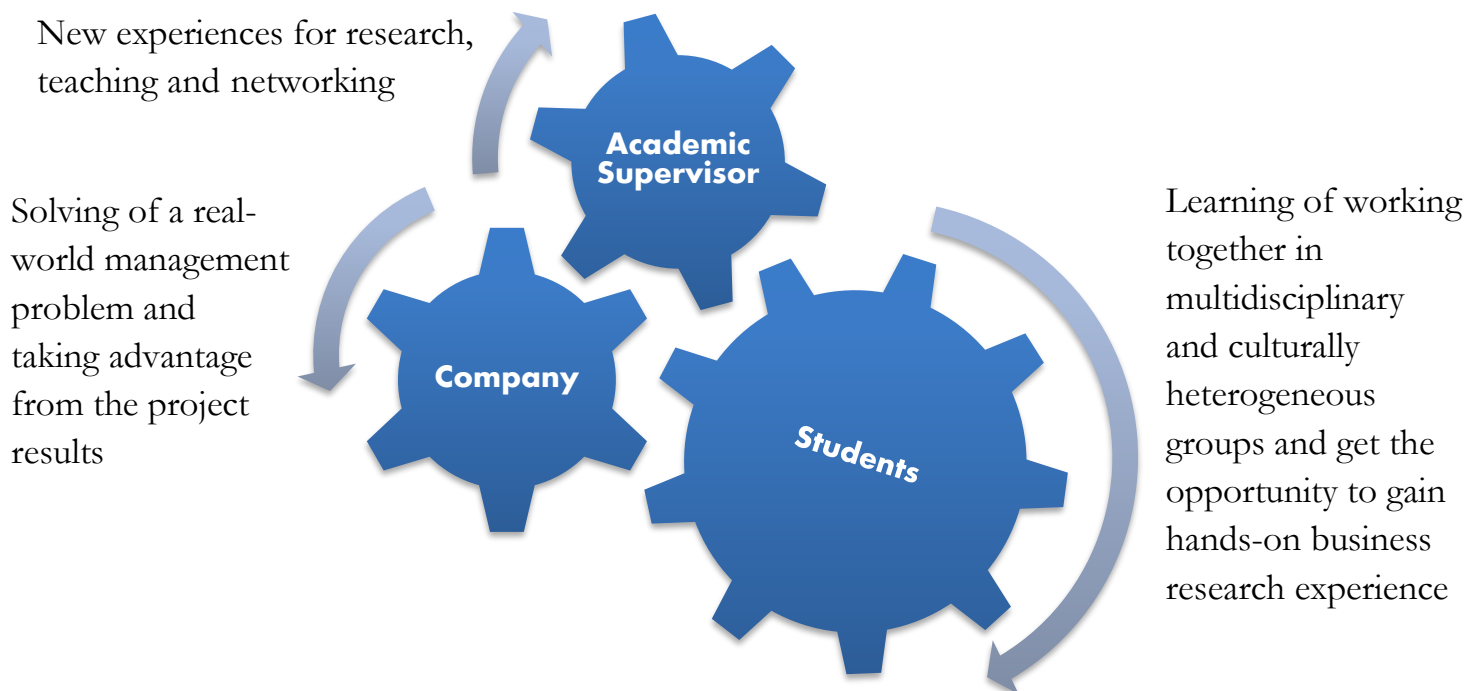 New experiences for research,
teaching and networking
Academic
Supervisor
Solving of a real-
world management
problem and
taking advantage
from the project
results
Company
Students
Learning of working
together in
multidisciplinary
and culturally
heterogeneous
groups and get the
opportunity to gain
hands-on business
research experience